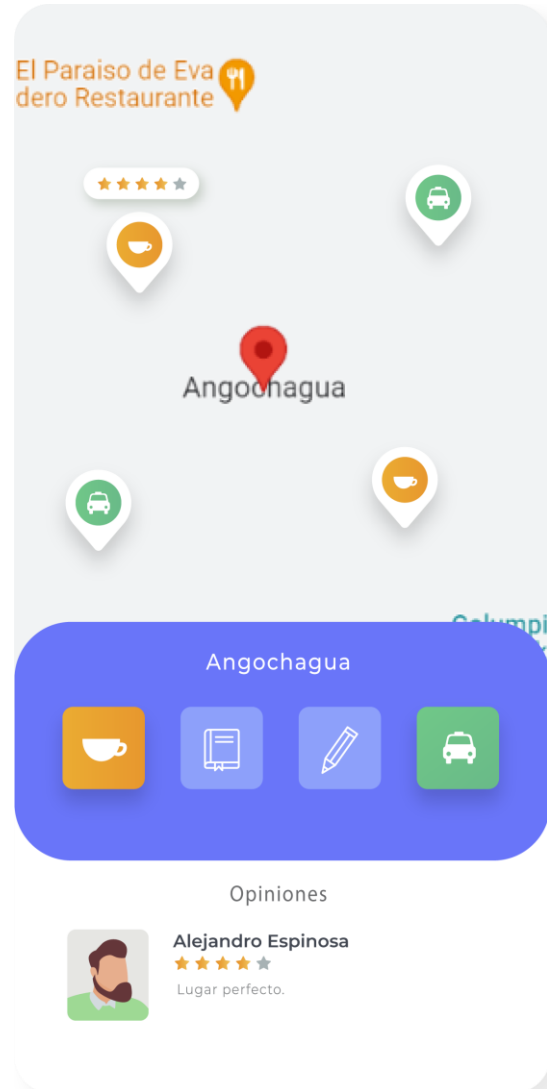 El Paraiso de Eva
dero Restaurante
Angochagua
Angochagua
Opiniones
Alejandro Espinosa
Lugar perfecto.